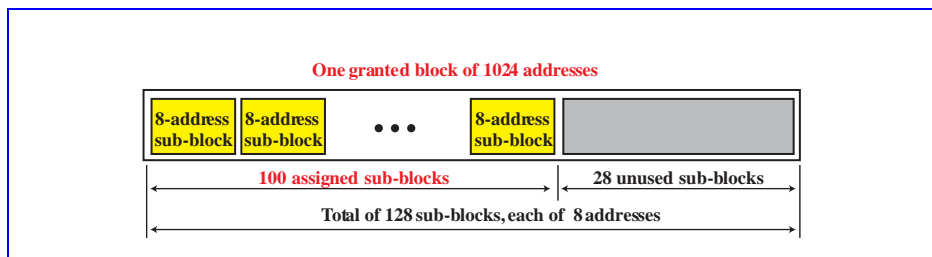 One granted block of 1024 addresses
8-address 8-address 8-address
sub-block sub-block ••• sub-block
100 assigned sub-blocks 28 unused sub-blocks
Total of 128 sub-blocks, each of 8 addresses